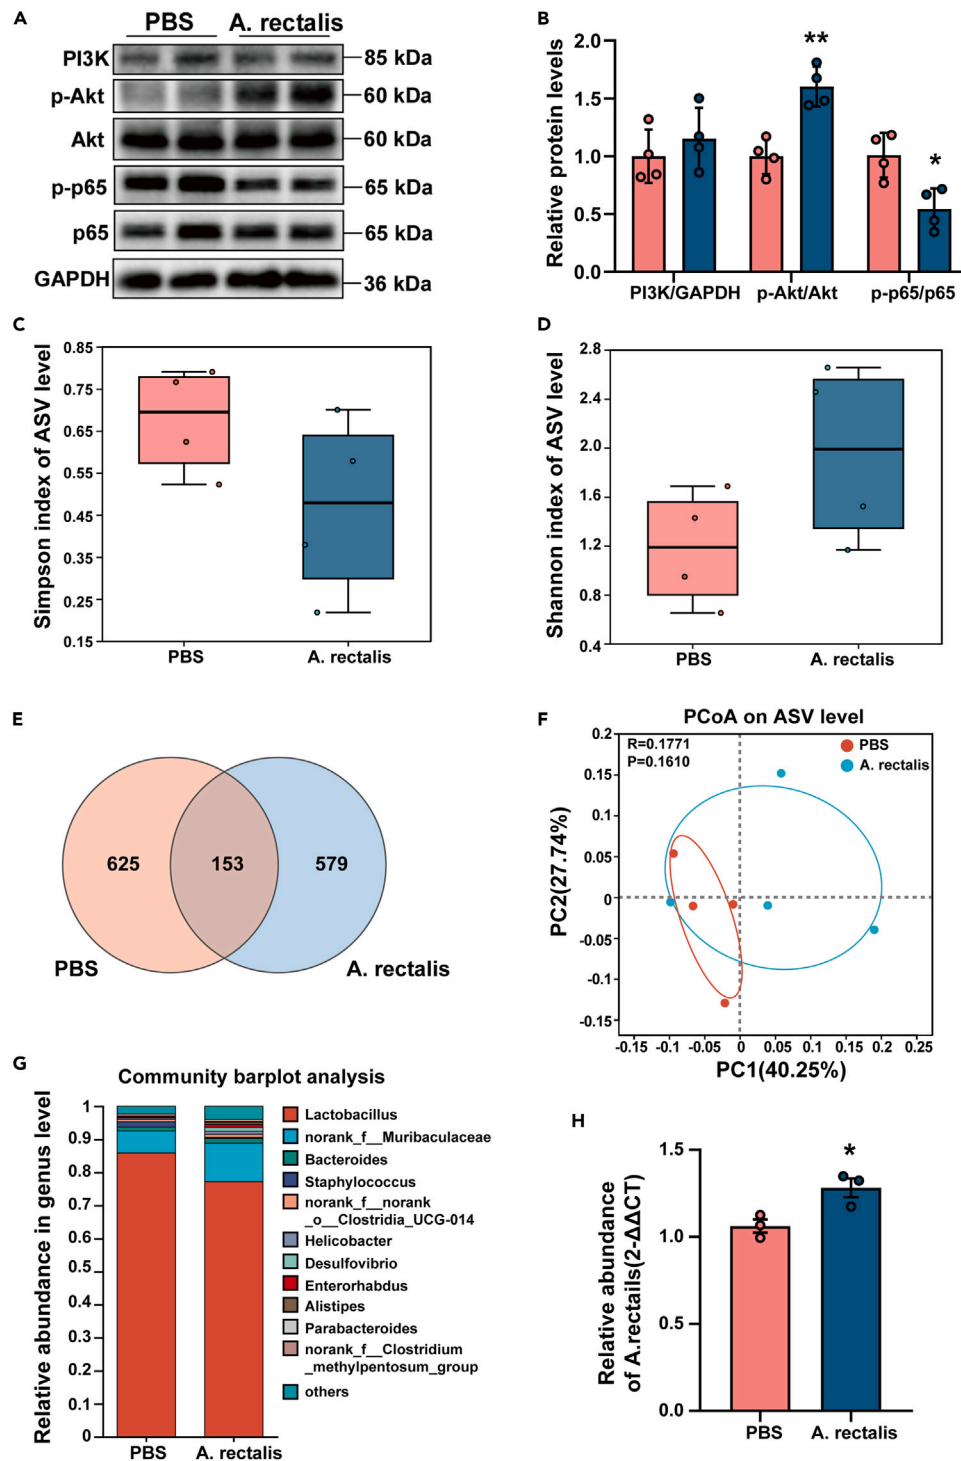 A
PBS
A. rectalis
PI3K
85 kDa
p-Akt
60 kDa
Akt
60 kDa
p-p65
65 kDa
p65
65 kDa
GAPDH
36 kDa
B
Relative protein levels
2.0
1.5
1.0
0.5
0.0
**
*
PI3K/GAPDH
p-Akt/Akt
p-p65/p65
C
Simpson index of ASV level
0.85
0.75
0.65
0.55
0.45
0.35
0.25
0.15
PBS
A. rectalis
D
Shannon index of ASV level
2.8
2.4
2.0
1.6
1.2
0.8
0.4
PBS
A. rectalis
E
625
153
579
PBS
A. rectalis
F
PCoA on ASV level
R=0.1771
P=0.1610
PBS
A. rectalis
PC2(27.74%)
0.2
0.15
0.1
0.05
0
-0.05
-0.1
-0.15
-0.15
-0.1
-0.05
0
0.05
0.1
0.15
0.2
0.25
PC1(40.25%)
G
Community barplot analysis
Relative abundance in genus level
1
0.9
0.8
0.7
0.6
0.5
0.4
0.3
0.2
0.1
0
PBS
A. rectalis
Lactobacillus
norank_f__Muribaculaceae
Bacteroides
Staphylococcus
norank_f__norank
_o__Clostridia_UCG-014
Helicobacter
Desulfovibrio
Enterorhabdus
Alistipes
Parabacteroides
norank_f__Clostridium
_methylpentosum_group
others
H
Relative abundance
of A.rectails(2-ΔΔCT)
1.5
1.0
0.5
0.0
*
PBS
A. rectalis